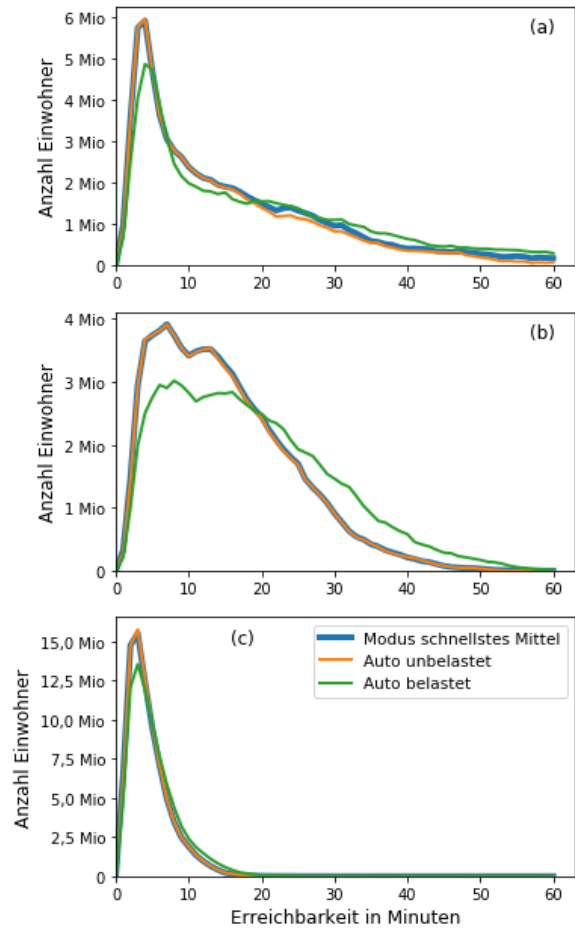 6 Mio
(a)
5 Mio
4 Mio
3 Mio
2 Mio
1 Mio
0
Anzahl Einwohner
0 10 20 30 40 50 60
4 Mio
(b)
3 Mio
2 Mio
1 Mio
0
Anzahl Einwohner
0 10 20 30 40 50 60
(c)
15,0 Mio
12,5 Mio
10,0 Mio
7,5 Mio
5,0 Mio
2,5 Mio
0
Anzahl Einwohner
Modus schnellstes Mittel
Auto unbelastet
Auto belastet
0 10 20 30 40 50 60
Erreichbarkeit in Minuten